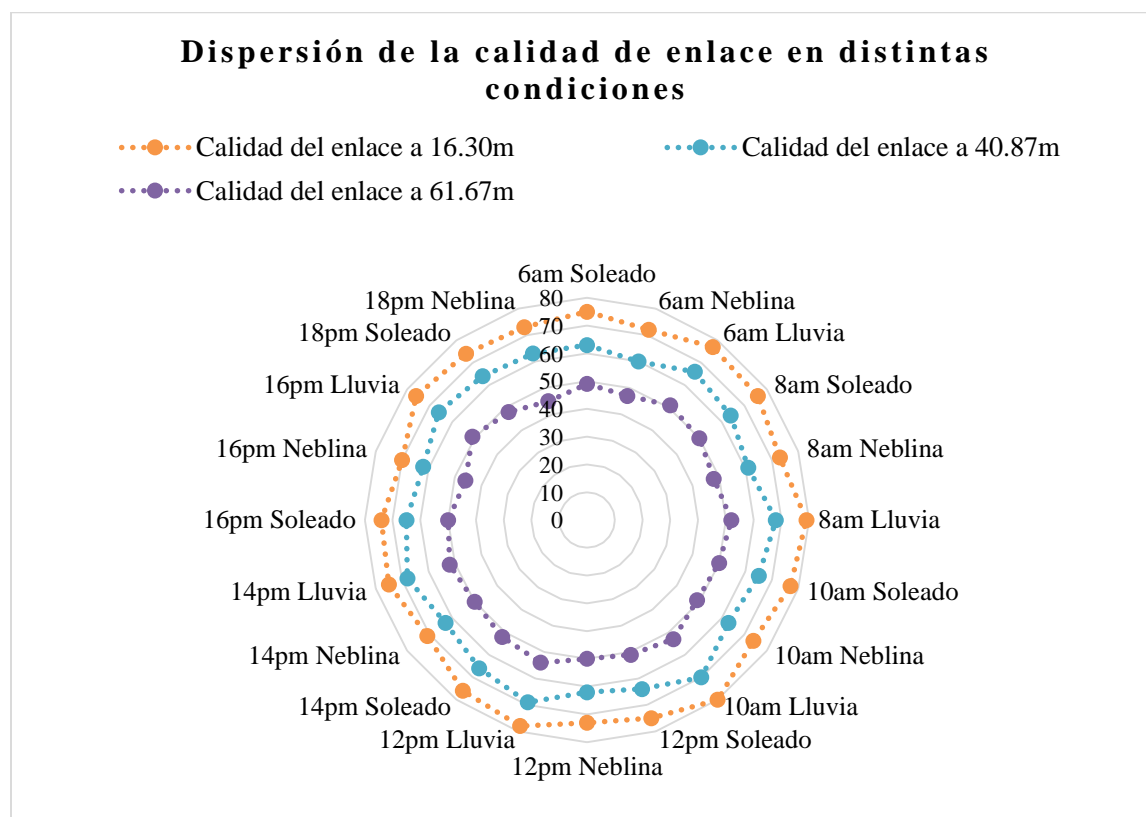 Dispersión de la calidad de enlace en distintas
condiciones
Calidad del enlace a 16.30m
Calidad del enlace a 40.87m
Calidad del enlace a 61.67m
6am Soleado
6am Neblina
6am Lluvia
8am Soleado
8am Neblina
8am Lluvia
10am Soleado
10am Neblina
10am Lluvia
12pm Soleado
12pm Neblina
12pm Lluvia
14pm Soleado
14pm Neblina
14pm Lluvia
16pm Soleado
16pm Neblina
16pm Lluvia
18pm Soleado
18pm Neblina
80
70
60
50
40
30
20
10
0